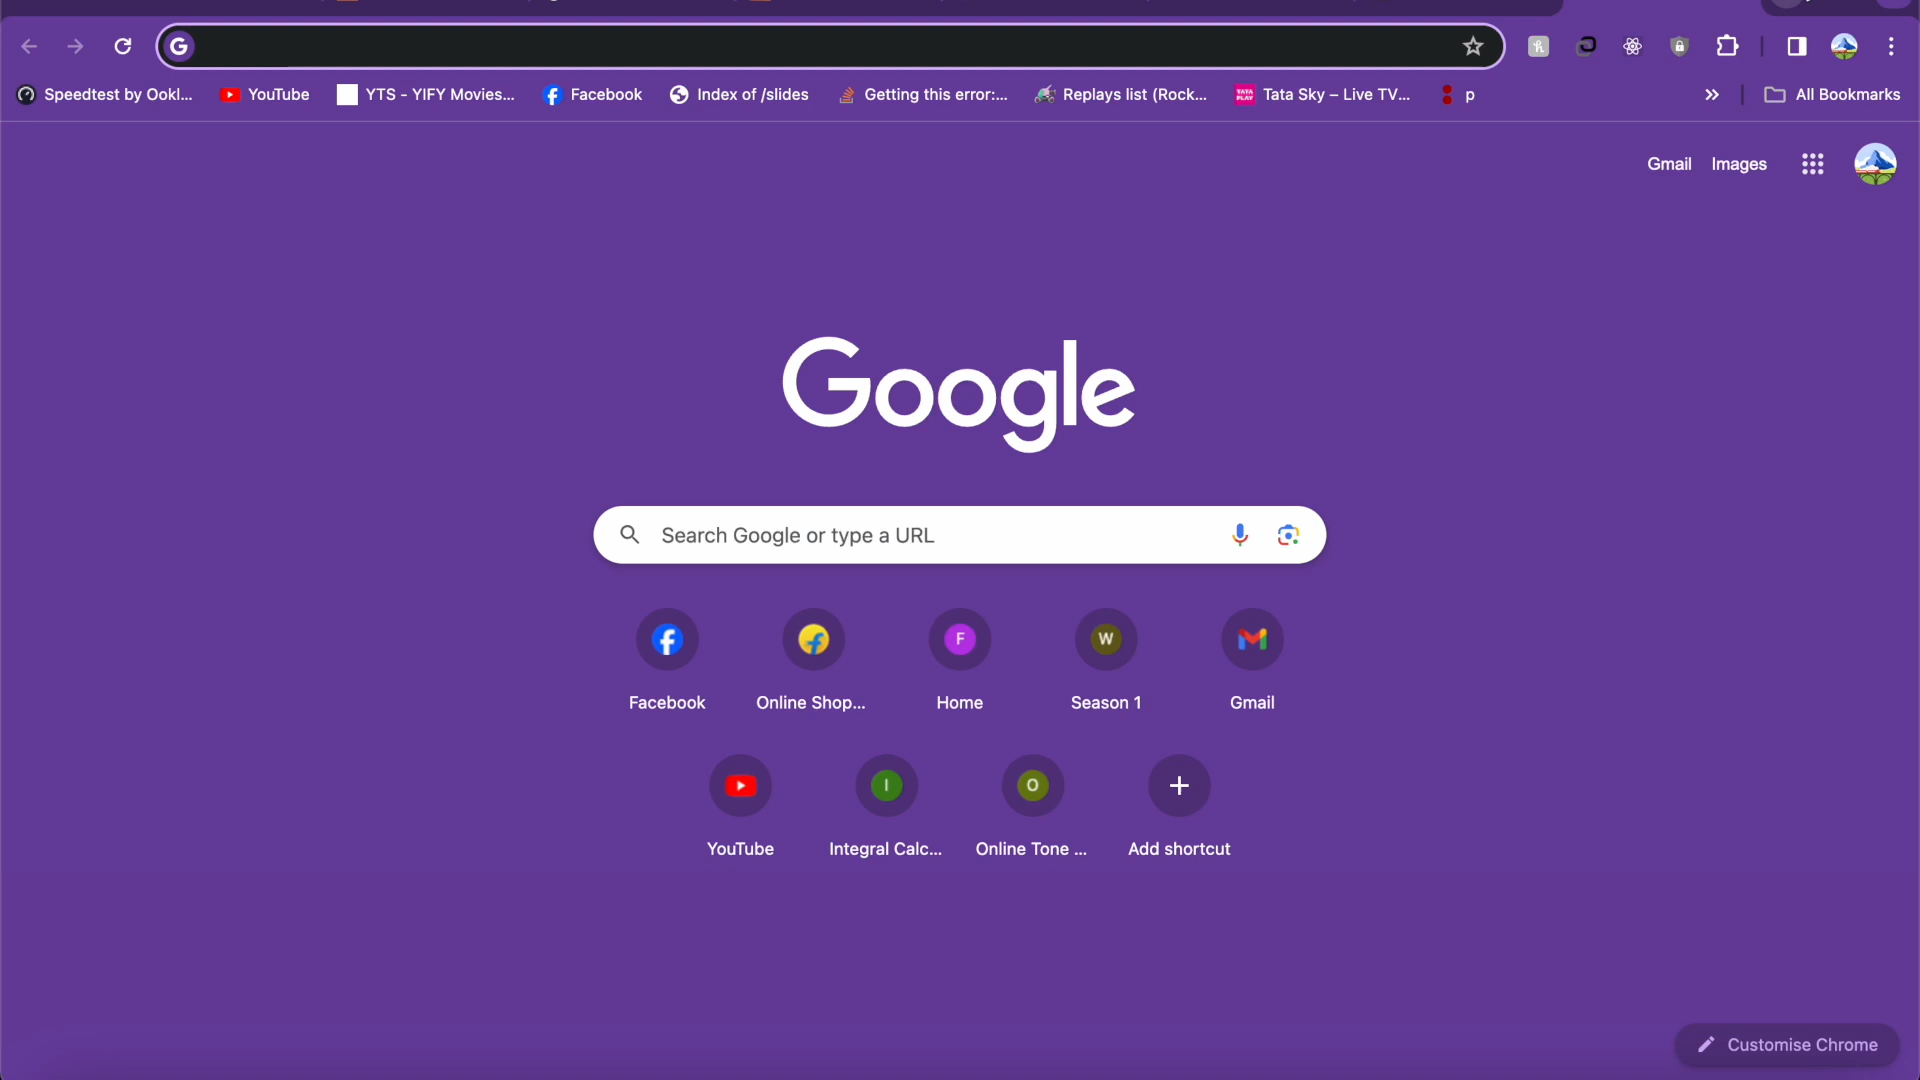 Speedtest by Ookl... YouTube YTS - YIFY Movies... Facebook Index of /slides Getting this error:... Replays list (Rock... TATA PLAY Tata Sky – Live TV... p All Bookmarks
Gmail Images
Google
Search Google or type a URL
F W
Facebook Online Shop... Home Season 1 Gmail
I O
YouTube Integral Calc... Online Tone ... Add shortcut
Customise Chrome